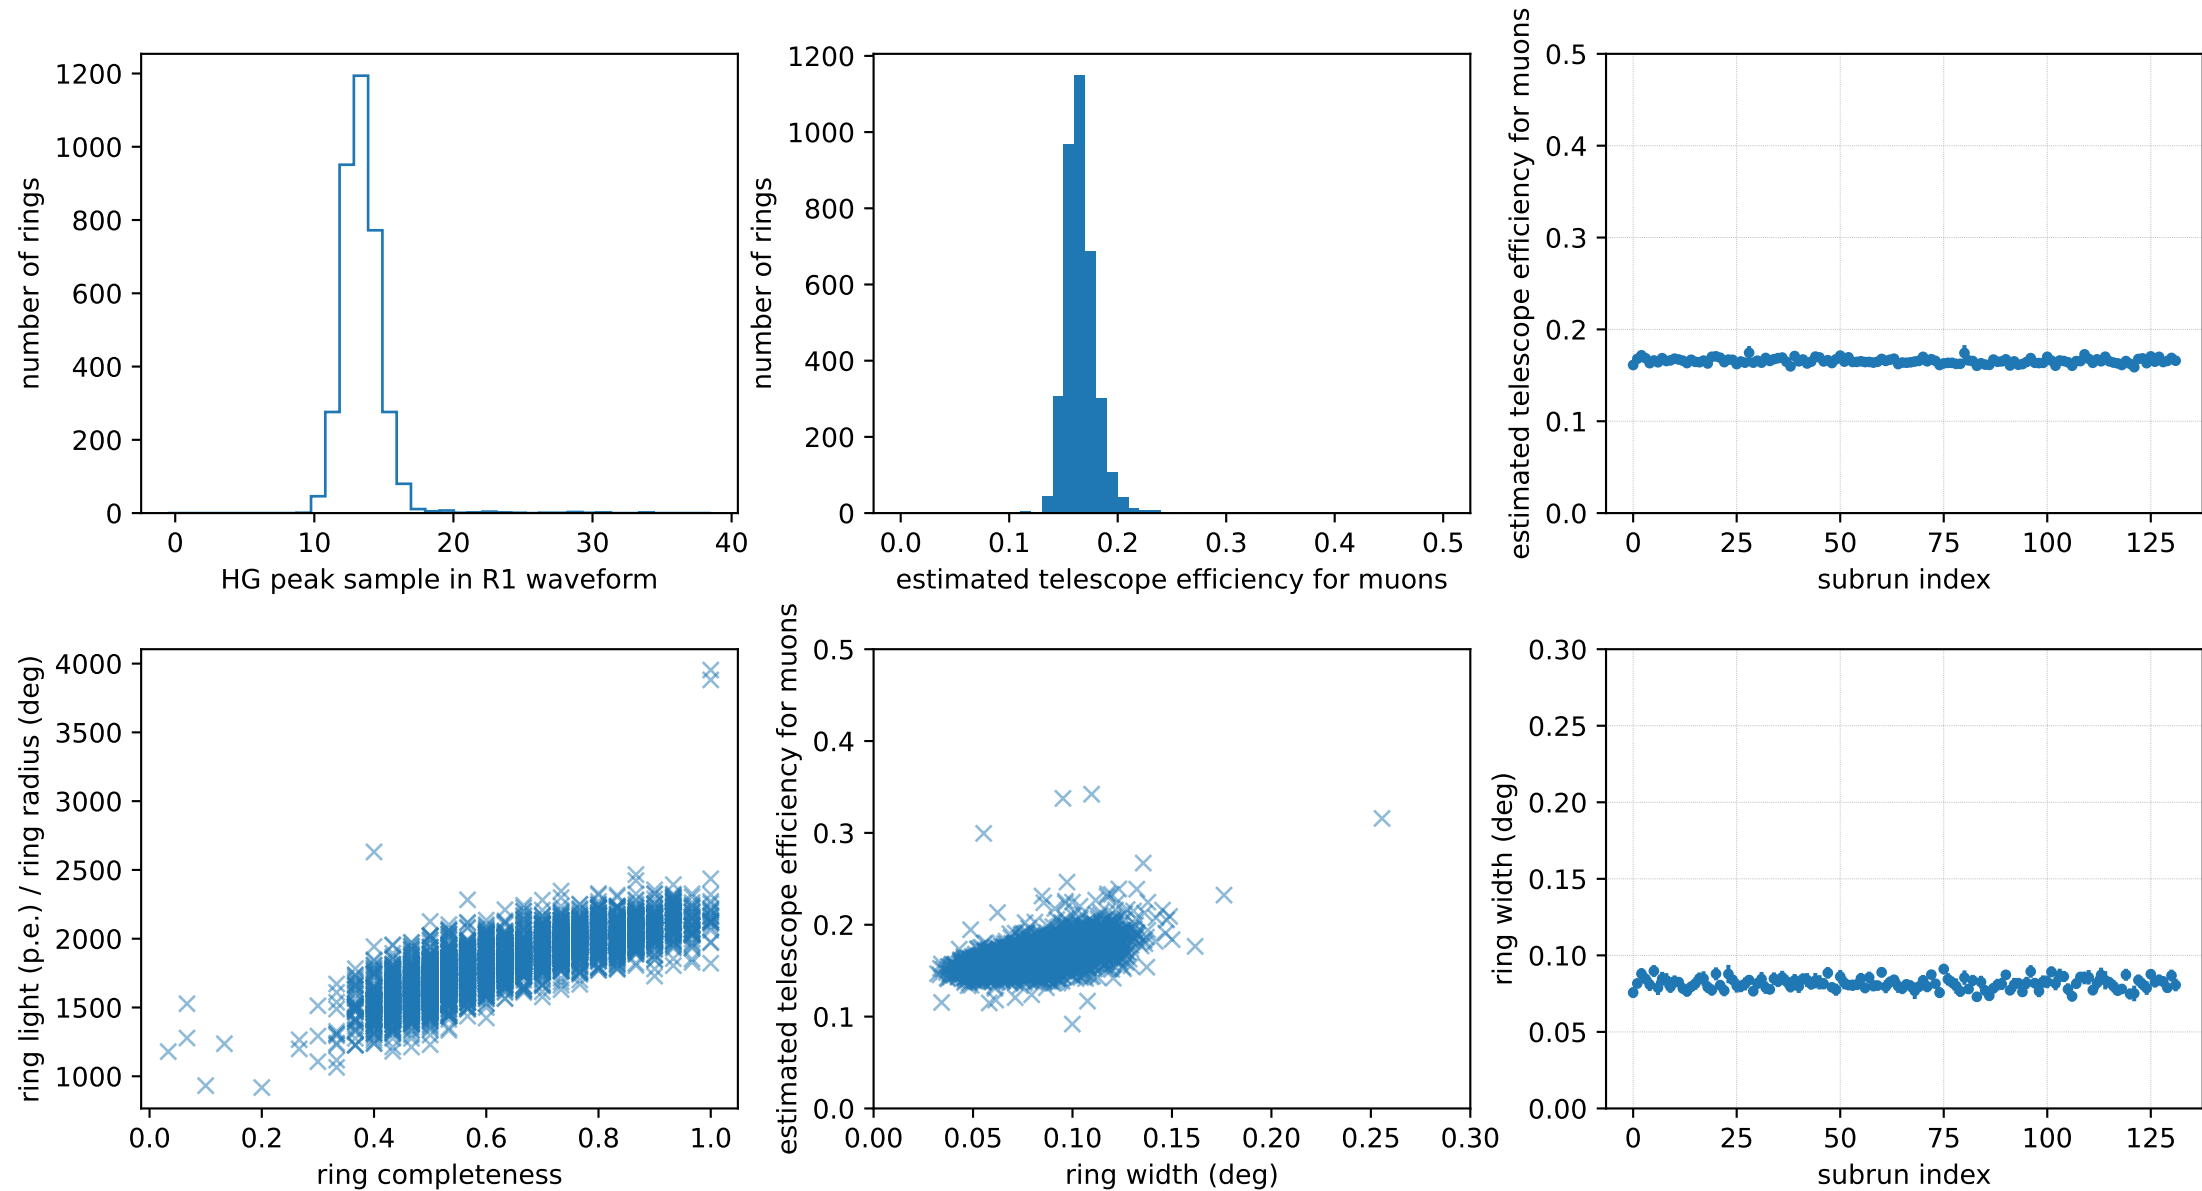 1200
1000
800
600
400
200
0
number of rings
0 10 20 30 40
HG peak sample in R1 waveform
1200
1000
800
600
400
200
0
number of rings
0.0 0.1 0.2 0.3 0.4 0.5
estimated telescope efficiency for muons
0.5
0.4
0.3
0.2
0.1
0.0
estimated telescope efficiency for muons
0 25 50 75 100 125
subrun index
4000
3500
3000
2500
2000
1500
1000
ring light (p.e.) / ring radius (deg)
0.0 0.2 0.4 0.6 0.8 1.0
ring completeness
0.5
0.4
0.3
0.2
0.1
0.0
estimated telescope efficiency for muons
0.00 0.05 0.10 0.15 0.20 0.25 0.30
ring width (deg)
0.30
0.25
0.20
0.15
0.10
0.05
0.00
ring width (deg)
0 25 50 75 100 125
subrun index